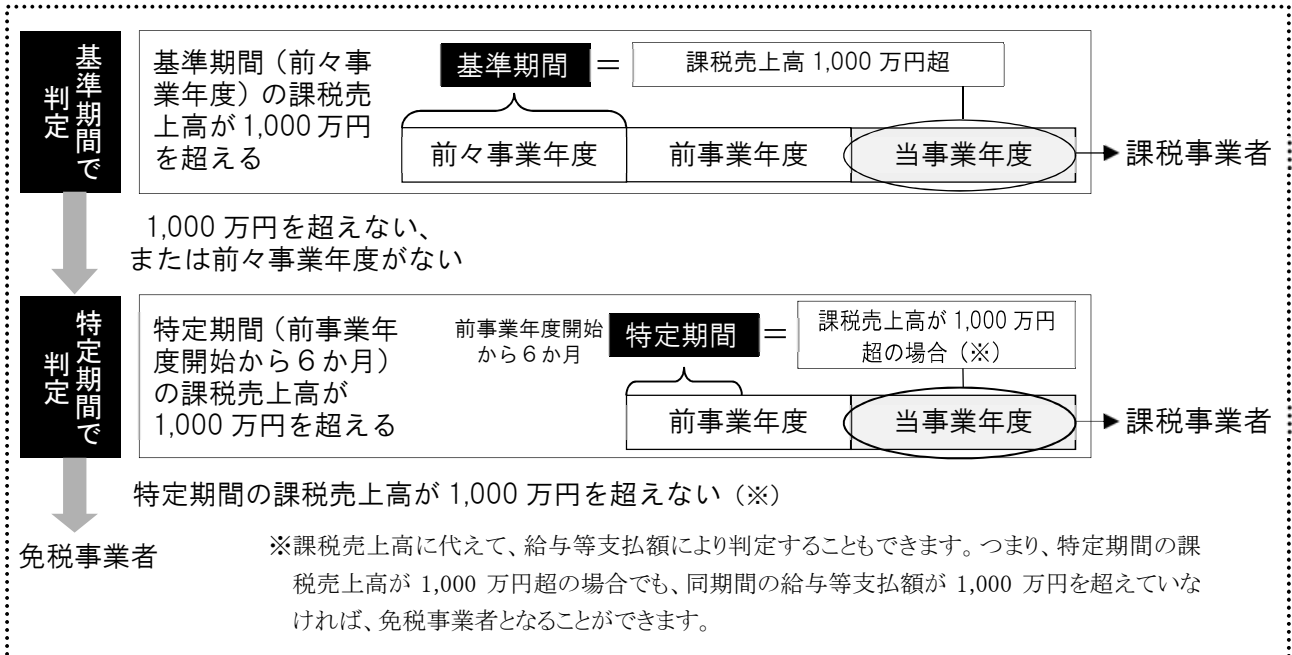 基準期間で
判定
基準期間（前々事
業年度）の課税売
上高が1,000万円
を超える
基準期間 ＝ 課税売上高 1,000 万円超
前々事業年度 前事業年度 当事業年度 課税事業者
1,000 万円を超えない、
または前々事業年度がない
特定期間で
判定
特定期間（前事業年
度開始から６か月）
の課税売上高が
1,000 万円を超える
前事業年度開始
から６か月
特定期間 ＝
課税売上高が 1,000 万円
超の場合（※）
前事業年度 当事業年度 課税事業者
特定期間の課税売上高が 1,000 万円を超えない（※）
免税事業者
※課税売上高に代えて、給与等支払額により判定することもできます。つまり、特定期間の課
税売上高が 1,000 万円超の場合でも、同期間の給与等支払額が 1,000 万円を超えていな
ければ、免税事業者となることができます。